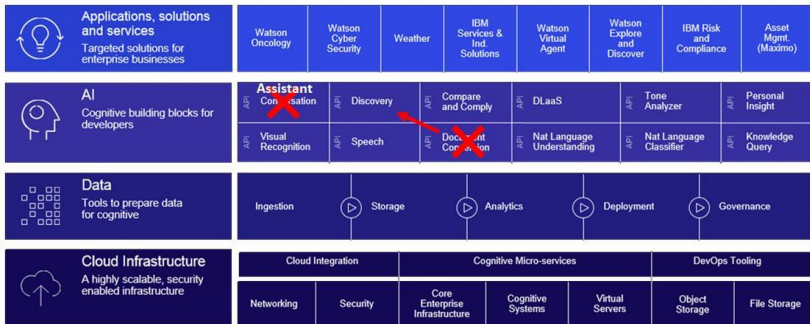 Applications, solutions
and services
Targeted solutions for
enterprise businesses
Watson
Oncology
Watson
Cyber
Security
Weather
IBM
Services &
Ind.
Solutions
Watson
Virtual
Agent
Watson
Explore
and
Discover
IBM Risk
and
Compliance
Asset
Mgmt.
(Maximo)
AI
Cognitive building blocks for
developers
Assistant
API
Conversation
API
Discovery
API
Compare
and Comply
API
DLaaS
API
Tone
Analyzer
API
Personal
Insight
API
Visual
Recognition
API
Speech
API
Document
Conversion
API
Nat Language
Understanding
API
Nat Language
Classifier
API
Knowledge
Query
Data
Tools to prepare data
for cognitive
Ingestion
Storage
Analytics
Deployment
Governance
Cloud Infrastructure
A highly scalable, security
enabled infrastructure
Cloud Integration
Cognitive Micro-services
DevOps Tooling
Networking
Security
Core
Enterprise
Infrastructure
Cognitive
Systems
Virtual
Servers
Object
Storage
File Storage